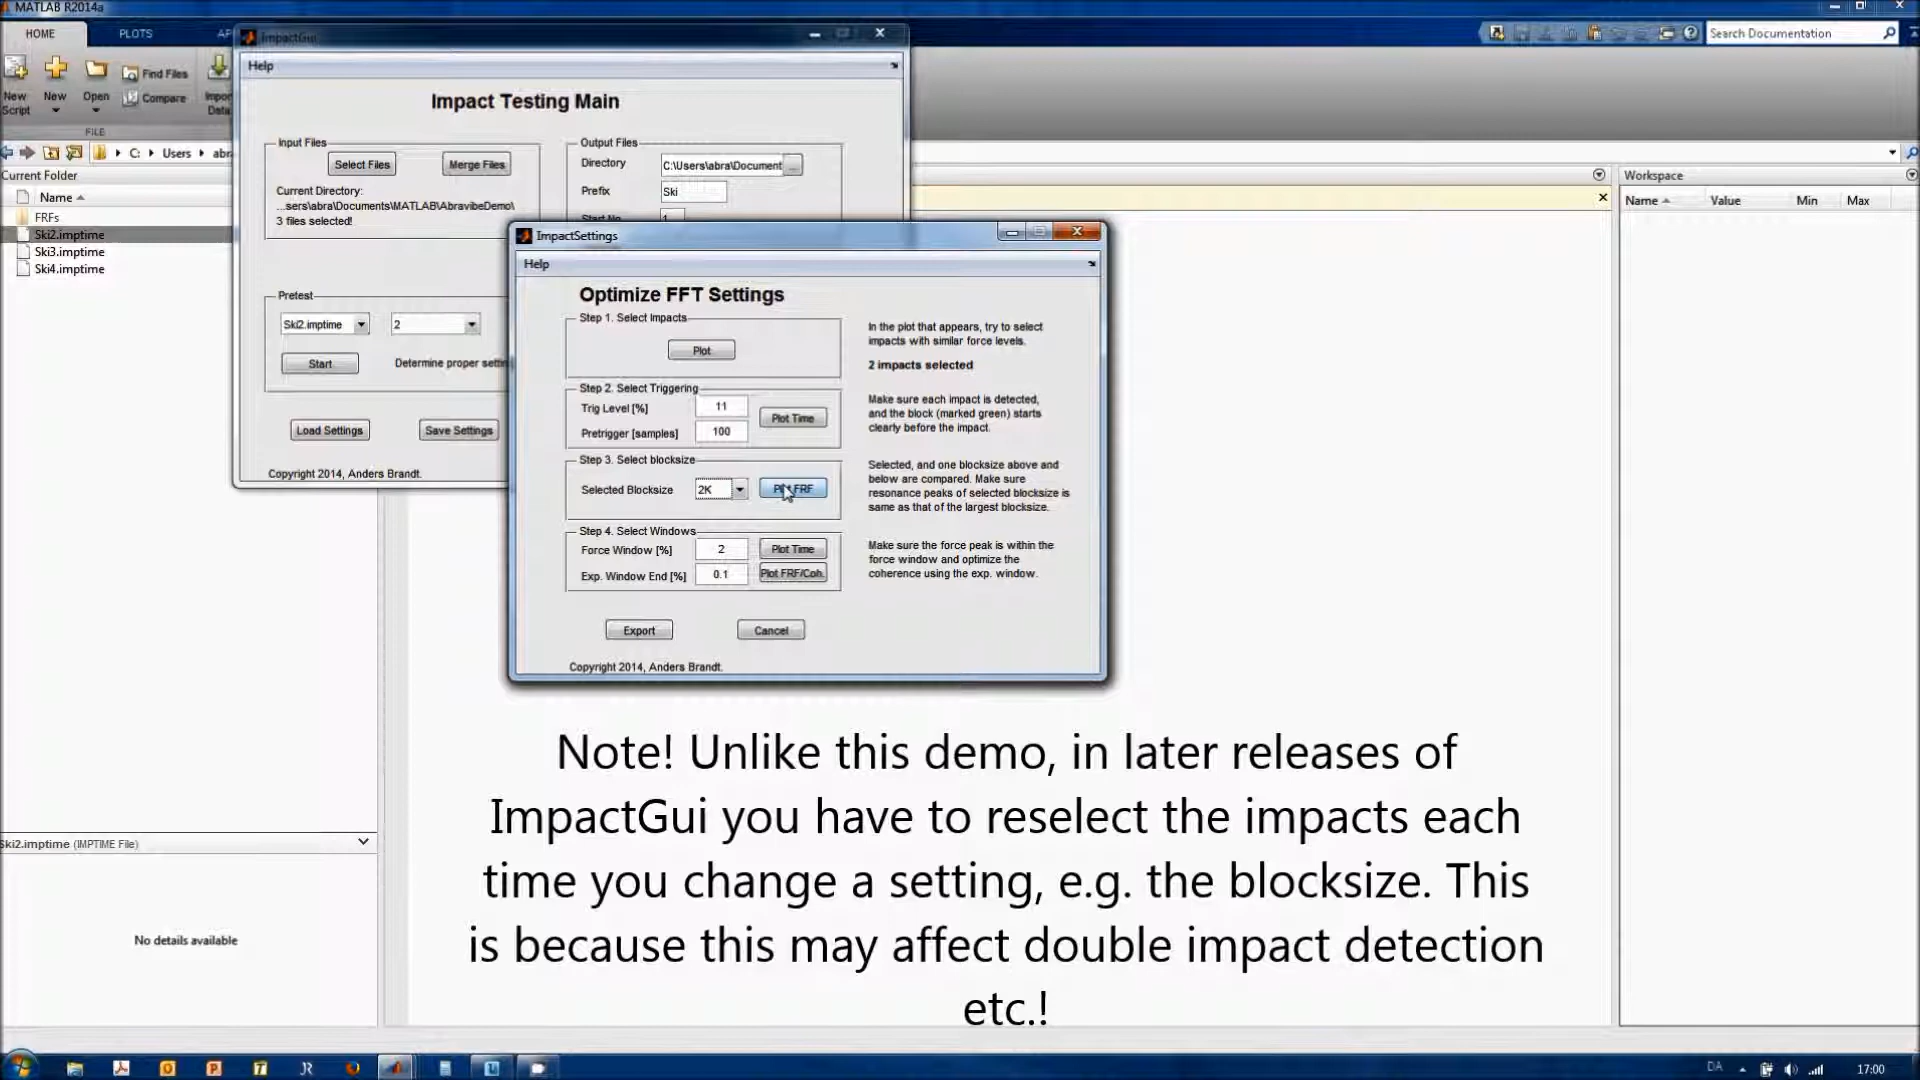 MATLAB R2014a
HOME
PLOTS
Search Documentation
New Script
New
Open
Find Files
Compare
Import Data
FILE
C:
Users
Current Folder
Name
FRFs
Ski2.imptime
Ski3.imptime
Ski4.imptime
Ski2.imptime (IMPTIME File)
No details available
Workspace
Name
Value
Min
Max
ImpactGui
Help
Impact Testing Main
Input Files
Select Files
Merge Files
Current Directory:
...sers\abra\Documents\MATLAB\AbravibeDemo\
3 files selected!
Output Files
Directory
C:\Users\abra\Document
...
Prefix
Ski
Start No
1
Pretest
Ski2.imptime
2
Start
Determine proper
Load Settings
Save Settings
Copyright 2014, Anders Brandt.
ImpactSettings
Help
Optimize FFT Settings
Step 1. Select Impacts
Plot
In the plot that appears, try to select
impacts with similar force levels.
2 impacts selected
Step 2. Select Triggering
Trig Level [%]
11
Pretrigger [samples]
100
Plot Time
Make sure each impact is detected,
and the block (marked green) starts
clearly before the impact.
Step 3. Select blocksize
Selected Blocksize
2K
Plot FRF
Selected, and one blocksize above and
below are compared. Make sure
resonance peaks of selected blocksize is
same as that of the largest blocksize.
Step 4. Select Windows
Force Window [%]
2
Plot Time
Exp. Window End [%]
0.1
Plot FRF/Coh.
Make sure the force peak is within the
force window and optimize the
coherence using the exp. window.
Export
Cancel
Copyright 2014, Anders Brandt.
Note! Unlike this demo, in later releases of
ImpactGui you have to reselect the impacts each
time you change a setting, e.g. the blocksize. This
is because this may affect double impact detection
etc.!
DA
17:00